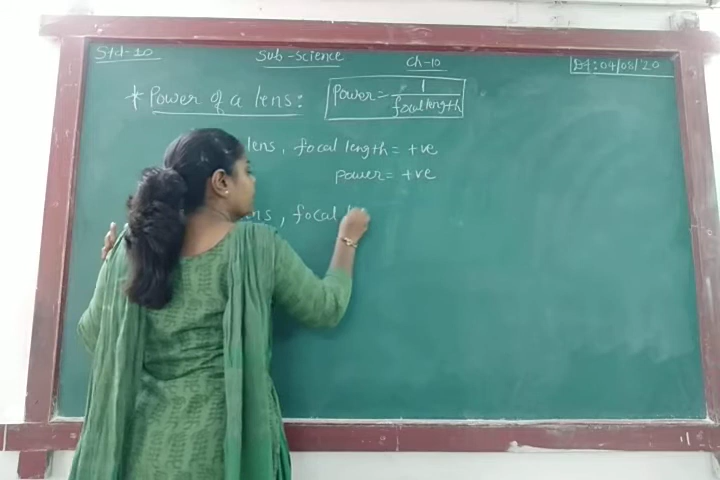 Std-10 Sub-Science Ch-10 Dt:04/08/'20
* Power of a lens: Power = 1 / focal length
lens, focal length = +ve
power = +ve
, focal